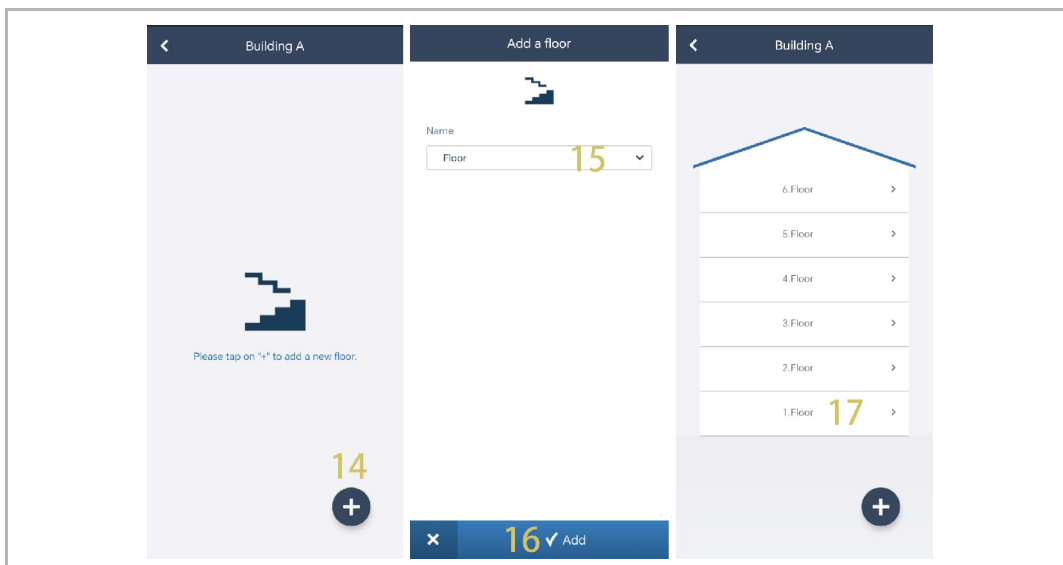 Building A
Please tap on "+" to add a new floor.
14
Add a floor
Name
Floor
15
16
Add
Building A
6.Floor
5.Floor
4.Floor
3.Floor
2.Floor
1.Floor
17